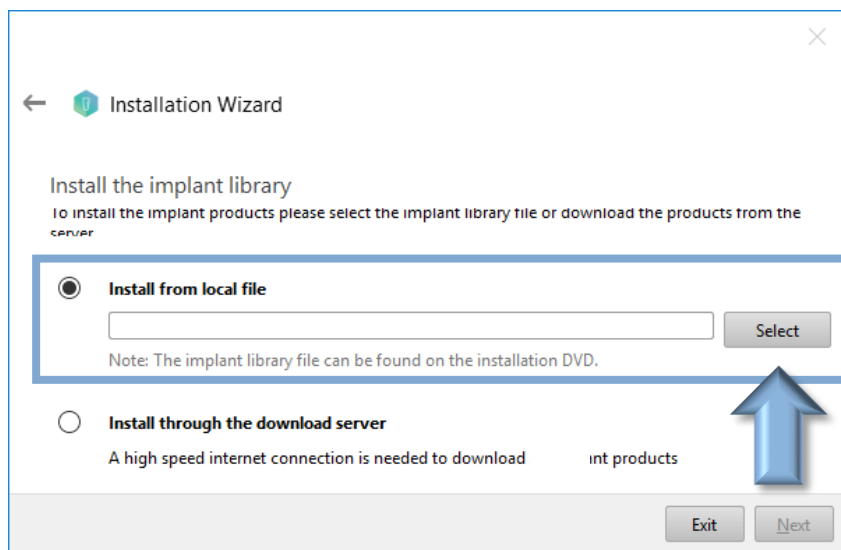 Installation Wizard
Install the implant library
To install the implant products please select the implant library file or download the products from the
server
Install from local file
Select
Note: The implant library file can be found on the installation DVD.
Install through the download server
A high speed internet connection is needed to download products
Exit
Next